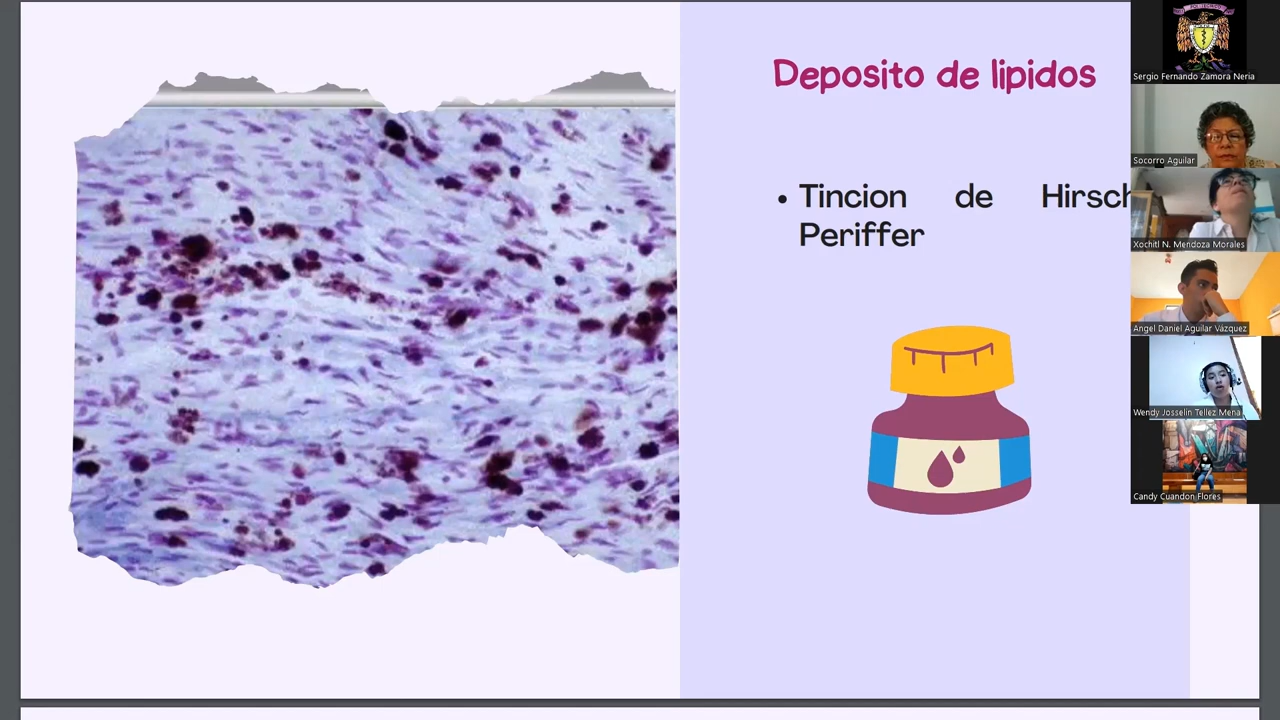 Deposito de lipidos
• Tincion de Hirsch
Periffer
Sergio Fernando Zamora Neria
Socorro Aguilar
Xochitl N. Mendoza Morales
Angel Daniel Aguilar Vázquez
Wendy Josselin Tellez Mena
Candy Cuandon Flores